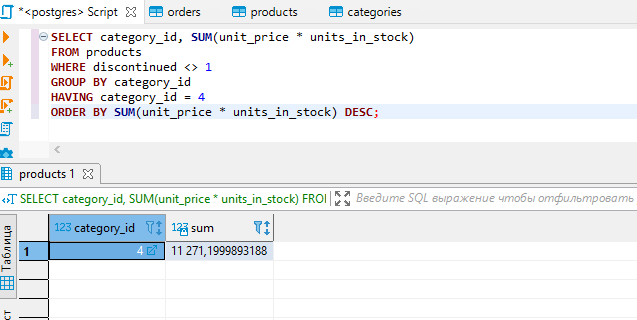 *<postgres> Script
orders
products
categories
SELECT category_id, SUM(unit_price * units_in_stock)
FROM products
WHERE discontinued <> 1
GROUP BY category_id
HAVING category_id = 4
ORDER BY SUM(unit_price * units_in_stock) DESC;
products 1
SELECT category_id, SUM(unit_price * units_in_stock) FROI
Введите SQL выражение чтобы отфильтровать
Таблица
123 category_id
123 sum
1
4
11 271,1999893188